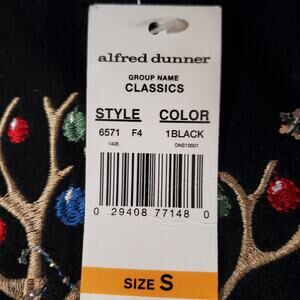 alfred dunner
GROUP NAME
CLASSICS
STYLE COLOR
6571 F4 1BLACK
1405 DNS10001
0 29408 77148 0
SIZE S